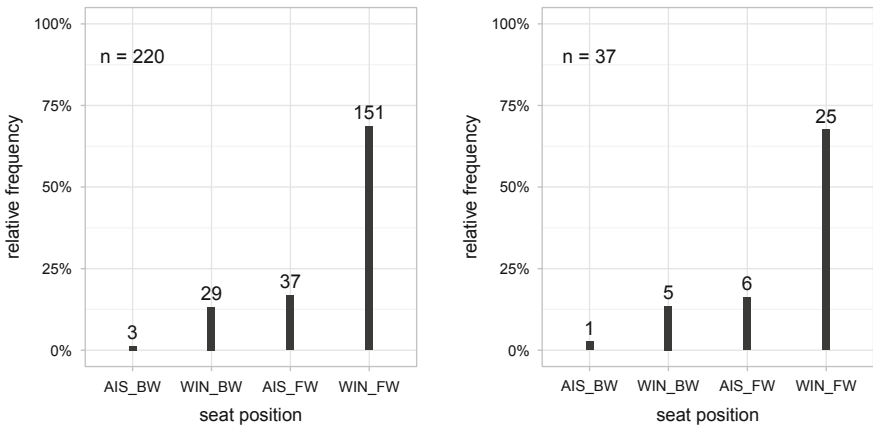 100%
n = 220
151
75%
50%
37
29
25%
3
0%
AIS_BW WIN_BW AIS_FW WIN_FW
seat position
relative frequency
100%
n = 37
25
75%
50%
6
5
25%
1
0%
AIS_BW WIN_BW AIS_FW WIN_FW
seat position
relative frequency